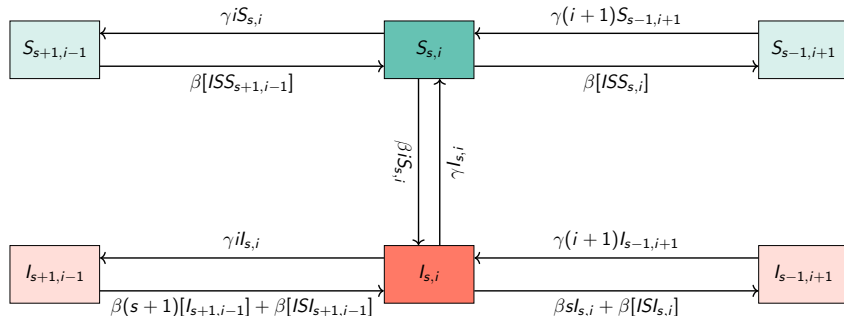 γiS_{s,i}
γ(i + 1)S_{s−1,i+1}
S_{s+1,i−1}
S_{s,i}
S_{s−1,i+1}
β[ISS_{s+1,i−1}]
β[ISS_{s,i}]
βiS_{s,i}
γI_{s,i}
γiI_{s,i}
γ(i + 1)I_{s−1,i+1}
I_{s+1,i−1}
I_{s,i}
I_{s−1,i+1}
β(s + 1)[I_{s+1,i−1}] + β[ISI_{s+1,i−1}]
βsI_{s,i} + β[ISI_{s,i}]